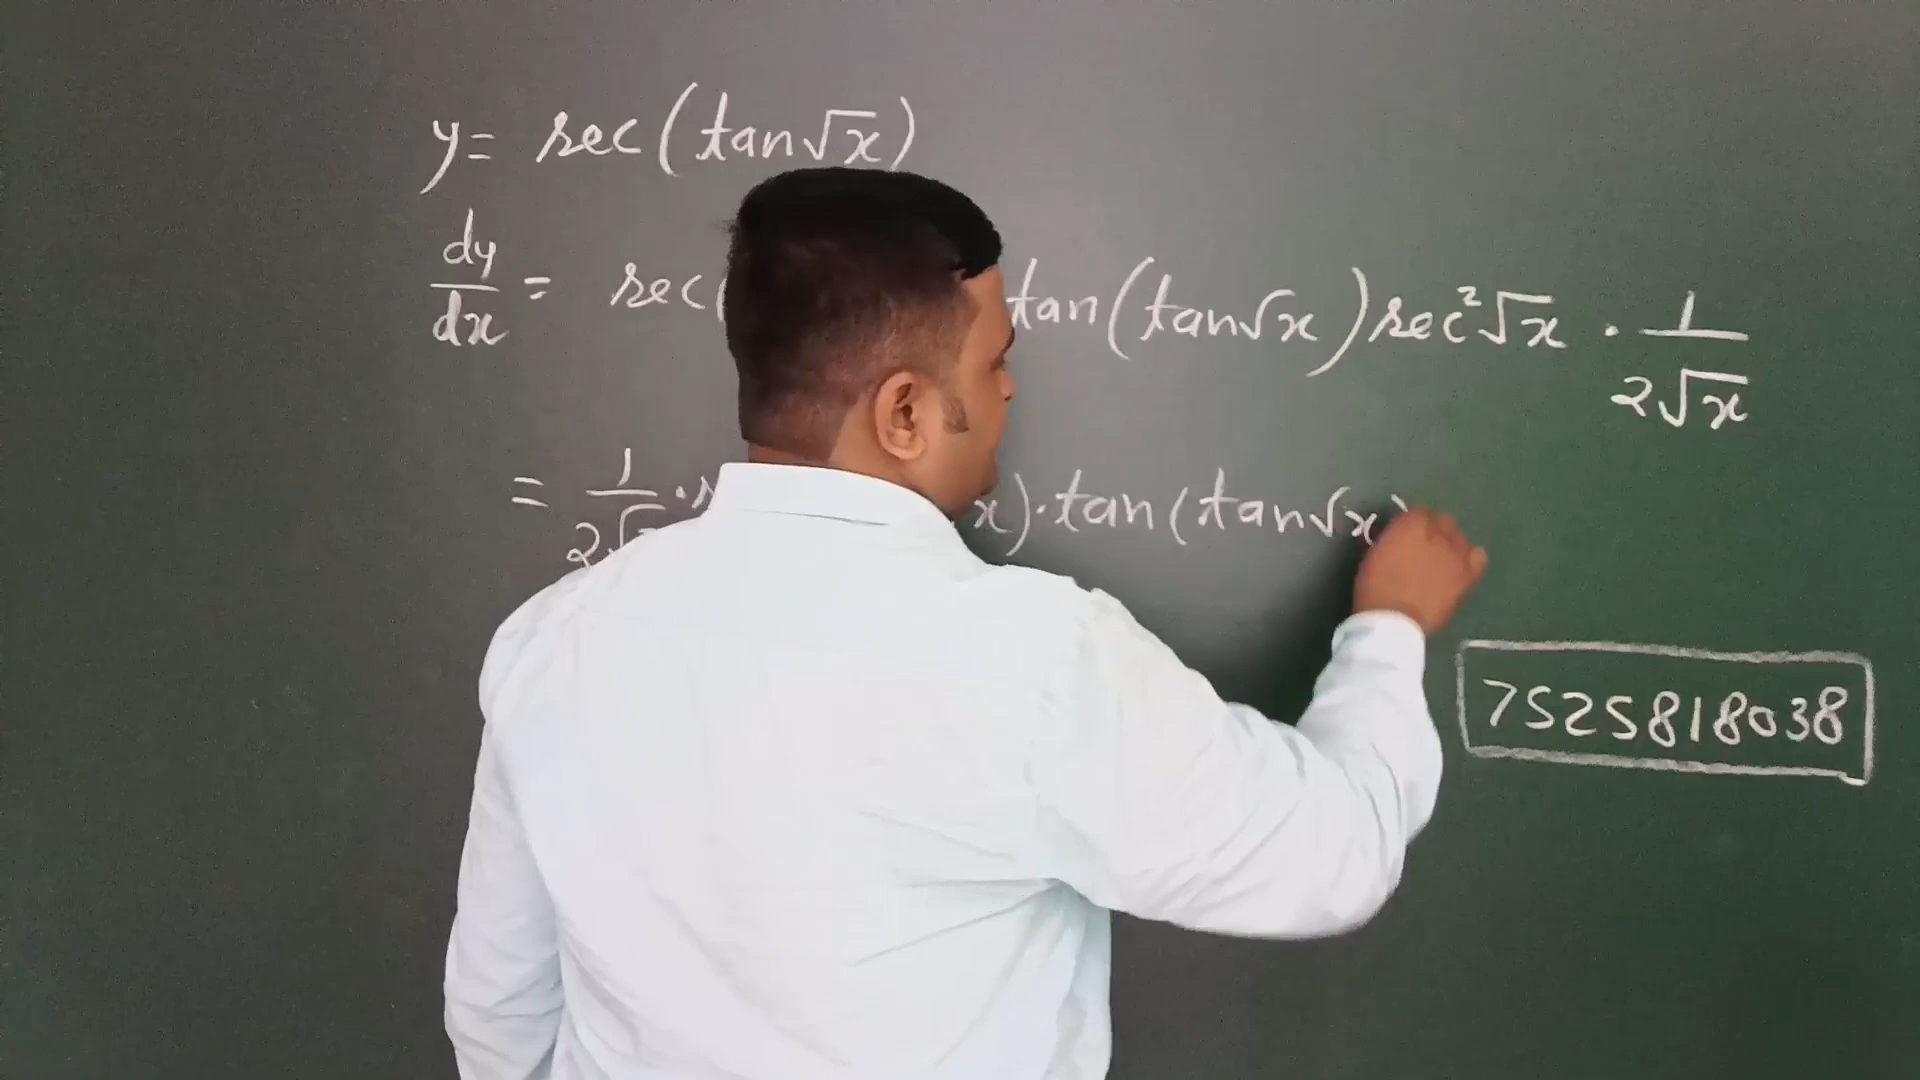 y= sec(tan√x)
dy/dx = sec( tan(tan√x)sec²√x · 1/2√x
= 1/2√ · x)·tan(tan√x)
7525818038